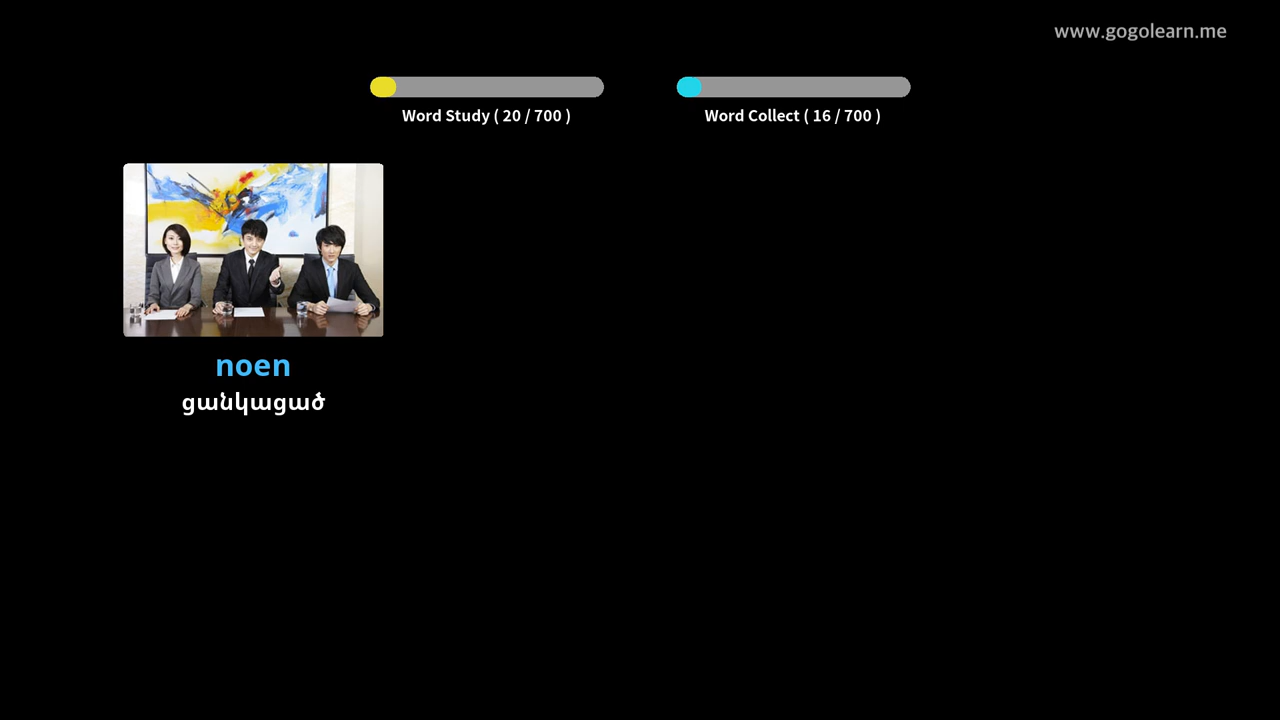 www.gogolearn.me
Word Study ( 20 / 700 )
Word Collect ( 16 / 700 )
noen
ցանկացած